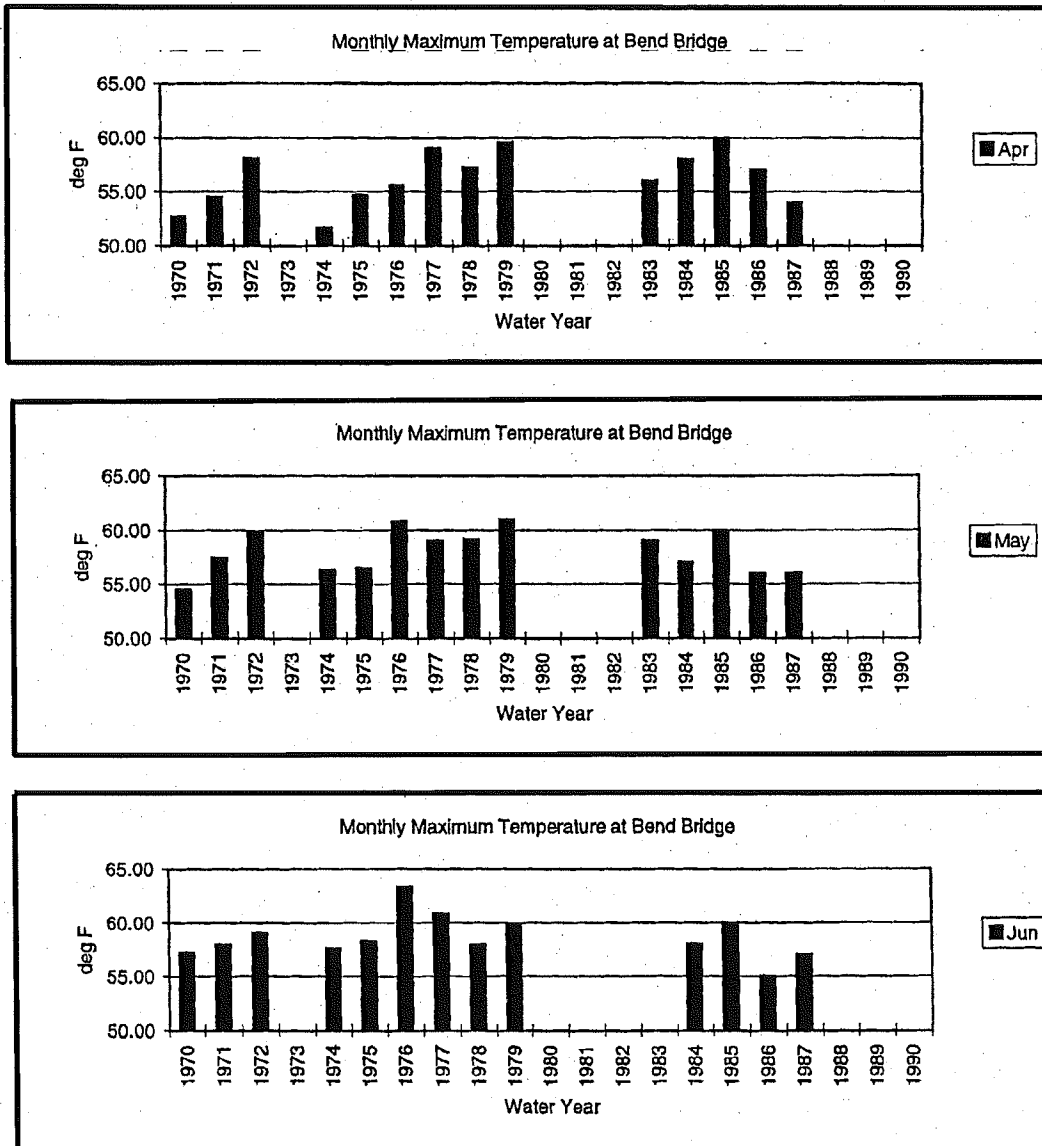 Monthly Maximum Temperature at Bend Bridge
65.00
60.00
55.00
50.00
deg F
1970 1971 1972 1973 1974 1975 1976 1977 1978 1979 1980 1981 1982 1983 1984 1985 1986 1987 1988 1989 1990
Water Year
Apr
Monthly Maximum Temperature at Bend Bridge
65.00
60.00
55.00
50.00
deg F
1970 1971 1972 1973 1974 1975 1976 1977 1978 1979 1980 1981 1982 1983 1984 1985 1986 1987 1988 1989 1990
Water Year
May
Monthly Maximum Temperature at Bend Bridge
65.00
60.00
55.00
50.00
deg F
1970 1971 1972 1973 1974 1975 1976 1977 1978 1979 1980 1981 1982 1983 1984 1985 1986 1987 1988 1989 1990
Water Year
Jun